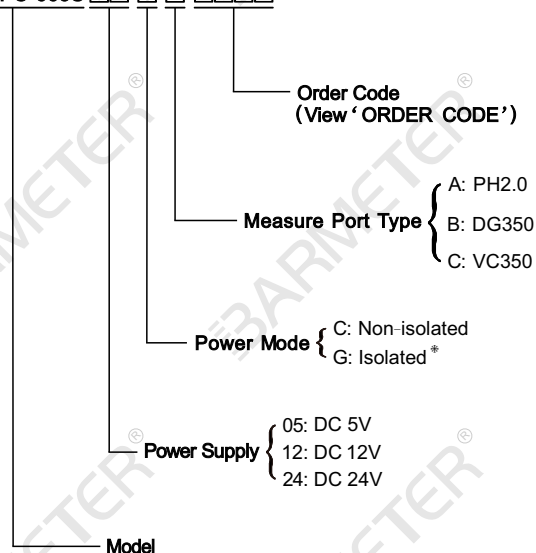 Order Code
(View ‘ORDER CODE’)
Measure Port Type
A: PH2.0
B: DG350
C: VC350
Power Mode
C: Non-isolated
G: Isolated*
Power Supply
05: DC 5V
12: DC 12V
24: DC 24V
Model
BARMETER®